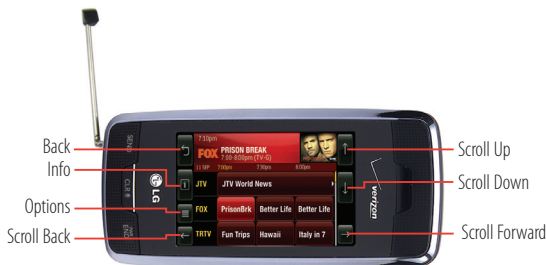 Back
Info
Options
Scroll Back
Scroll Up
Scroll Down
Scroll Forward
SEND
CLR
END
LG
verizon
7:10pm
FOX PRISON BREAK
7:00-8:00pm (TV-G)
7:00pm 7:30pm 8:00pm
JTV JTV World News
FOX PrisonBrk Better Life Better Life
TRTV Fun Trips Hawaii Italy in 7